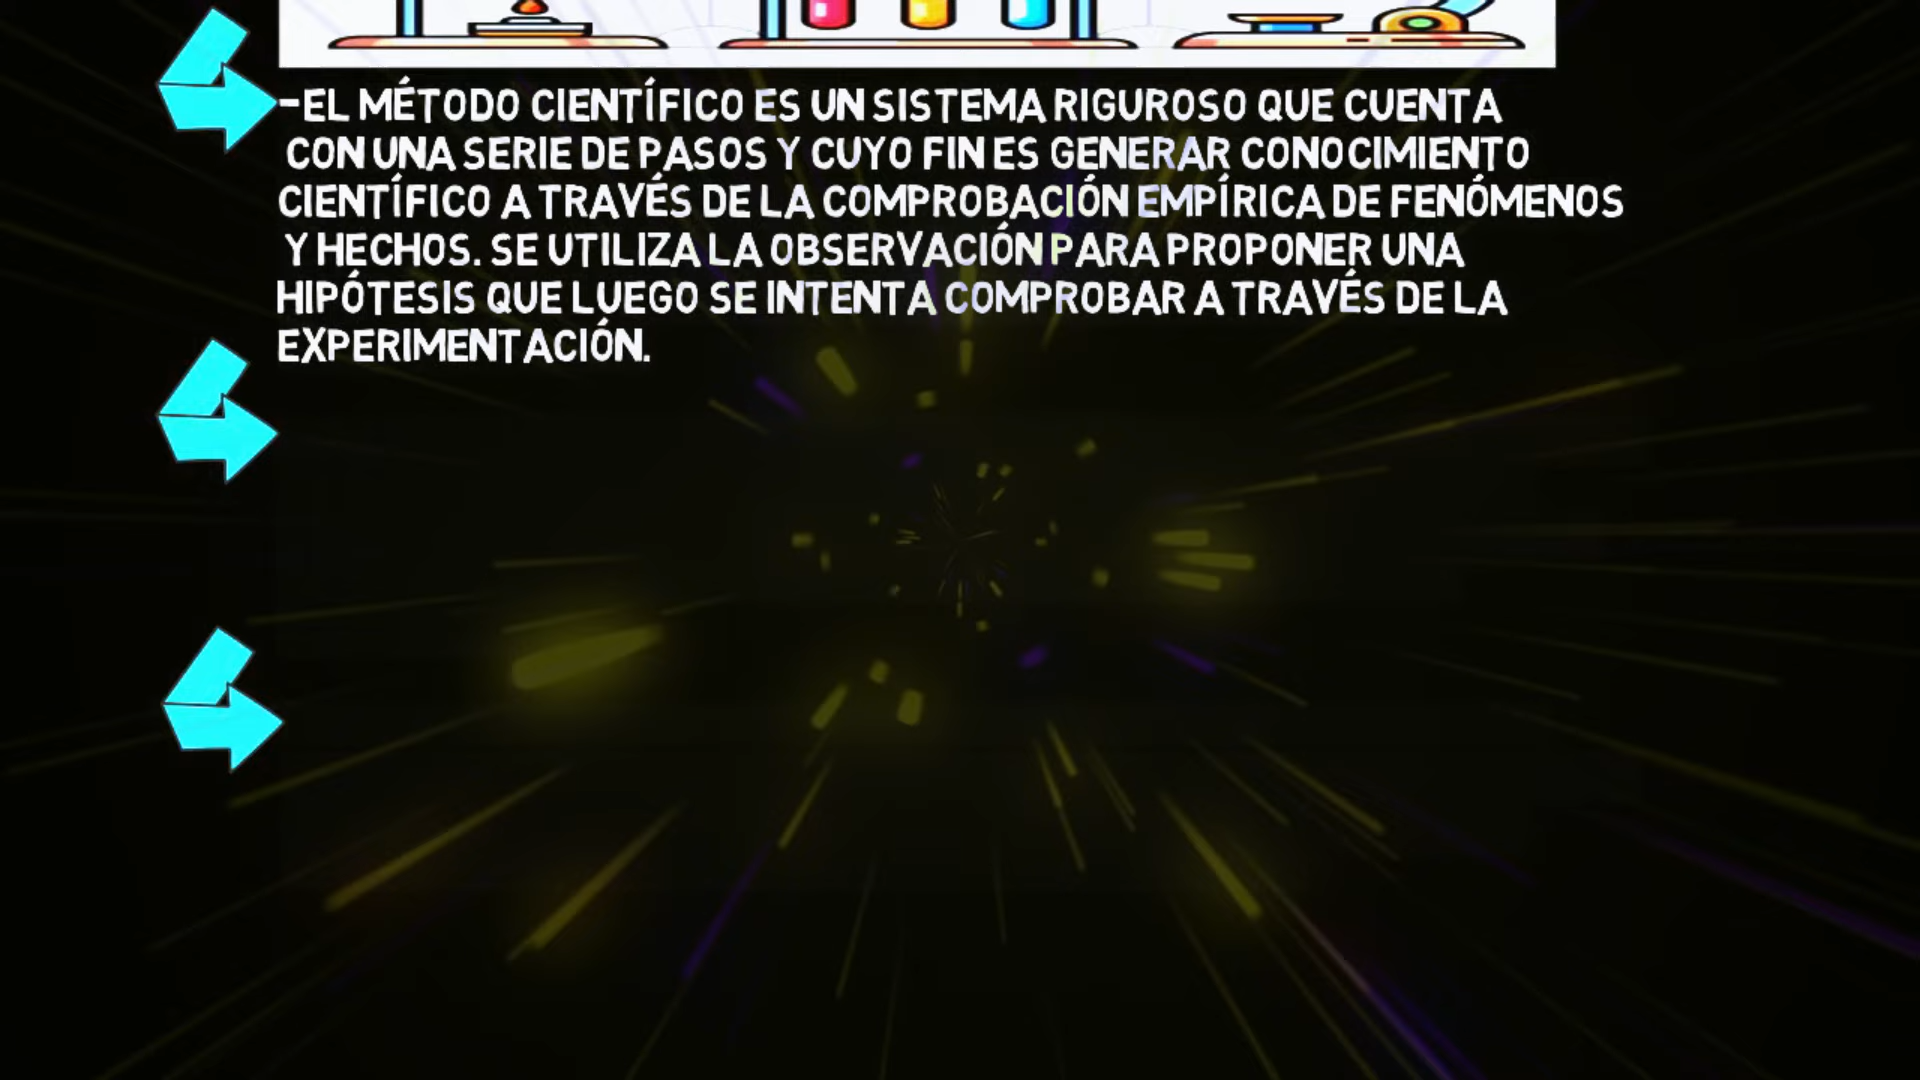 -EL MÉTODO CIENTÍFICO ES UN SISTEMA RIGUROSO QUE CUENTA
CON UNA SERIE DE PASOS Y CUYO FIN ES GENERAR CONOCIMIENTO
CIENTÍFICO A TRAVÉS DE LA COMPROBACIÓN EMPÍRICA DE FENÓMENOS
Y HECHOS. SE UTILIZA LA OBSERVACIÓN PARA PROPONER UNA
HIPÓTESIS QUE LUEGO SE INTENTA COMPROBAR A TRAVÉS DE LA
EXPERIMENTACIÓN.